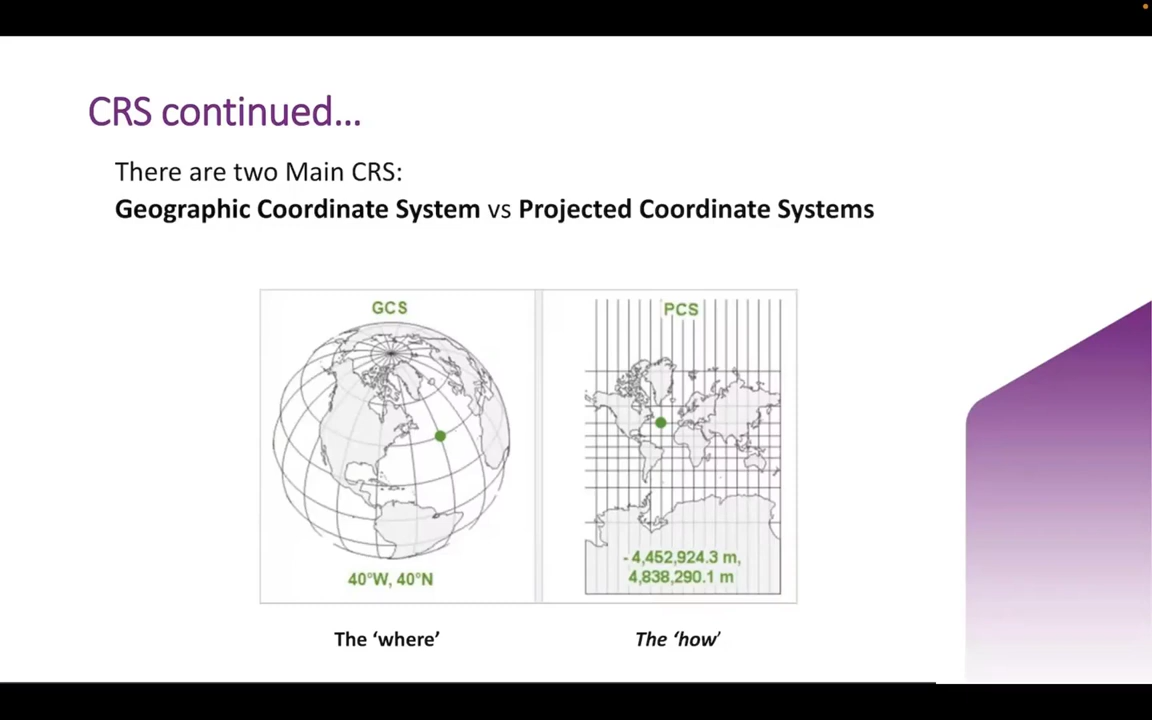 CRS continued...
There are two Main CRS:
Geographic Coordinate System vs Projected Coordinate Systems
GCS
40°W, 40°N
PCS
- 4,452,924.3 m,
4,838,290.1 m
The ‘where’
The ‘how’